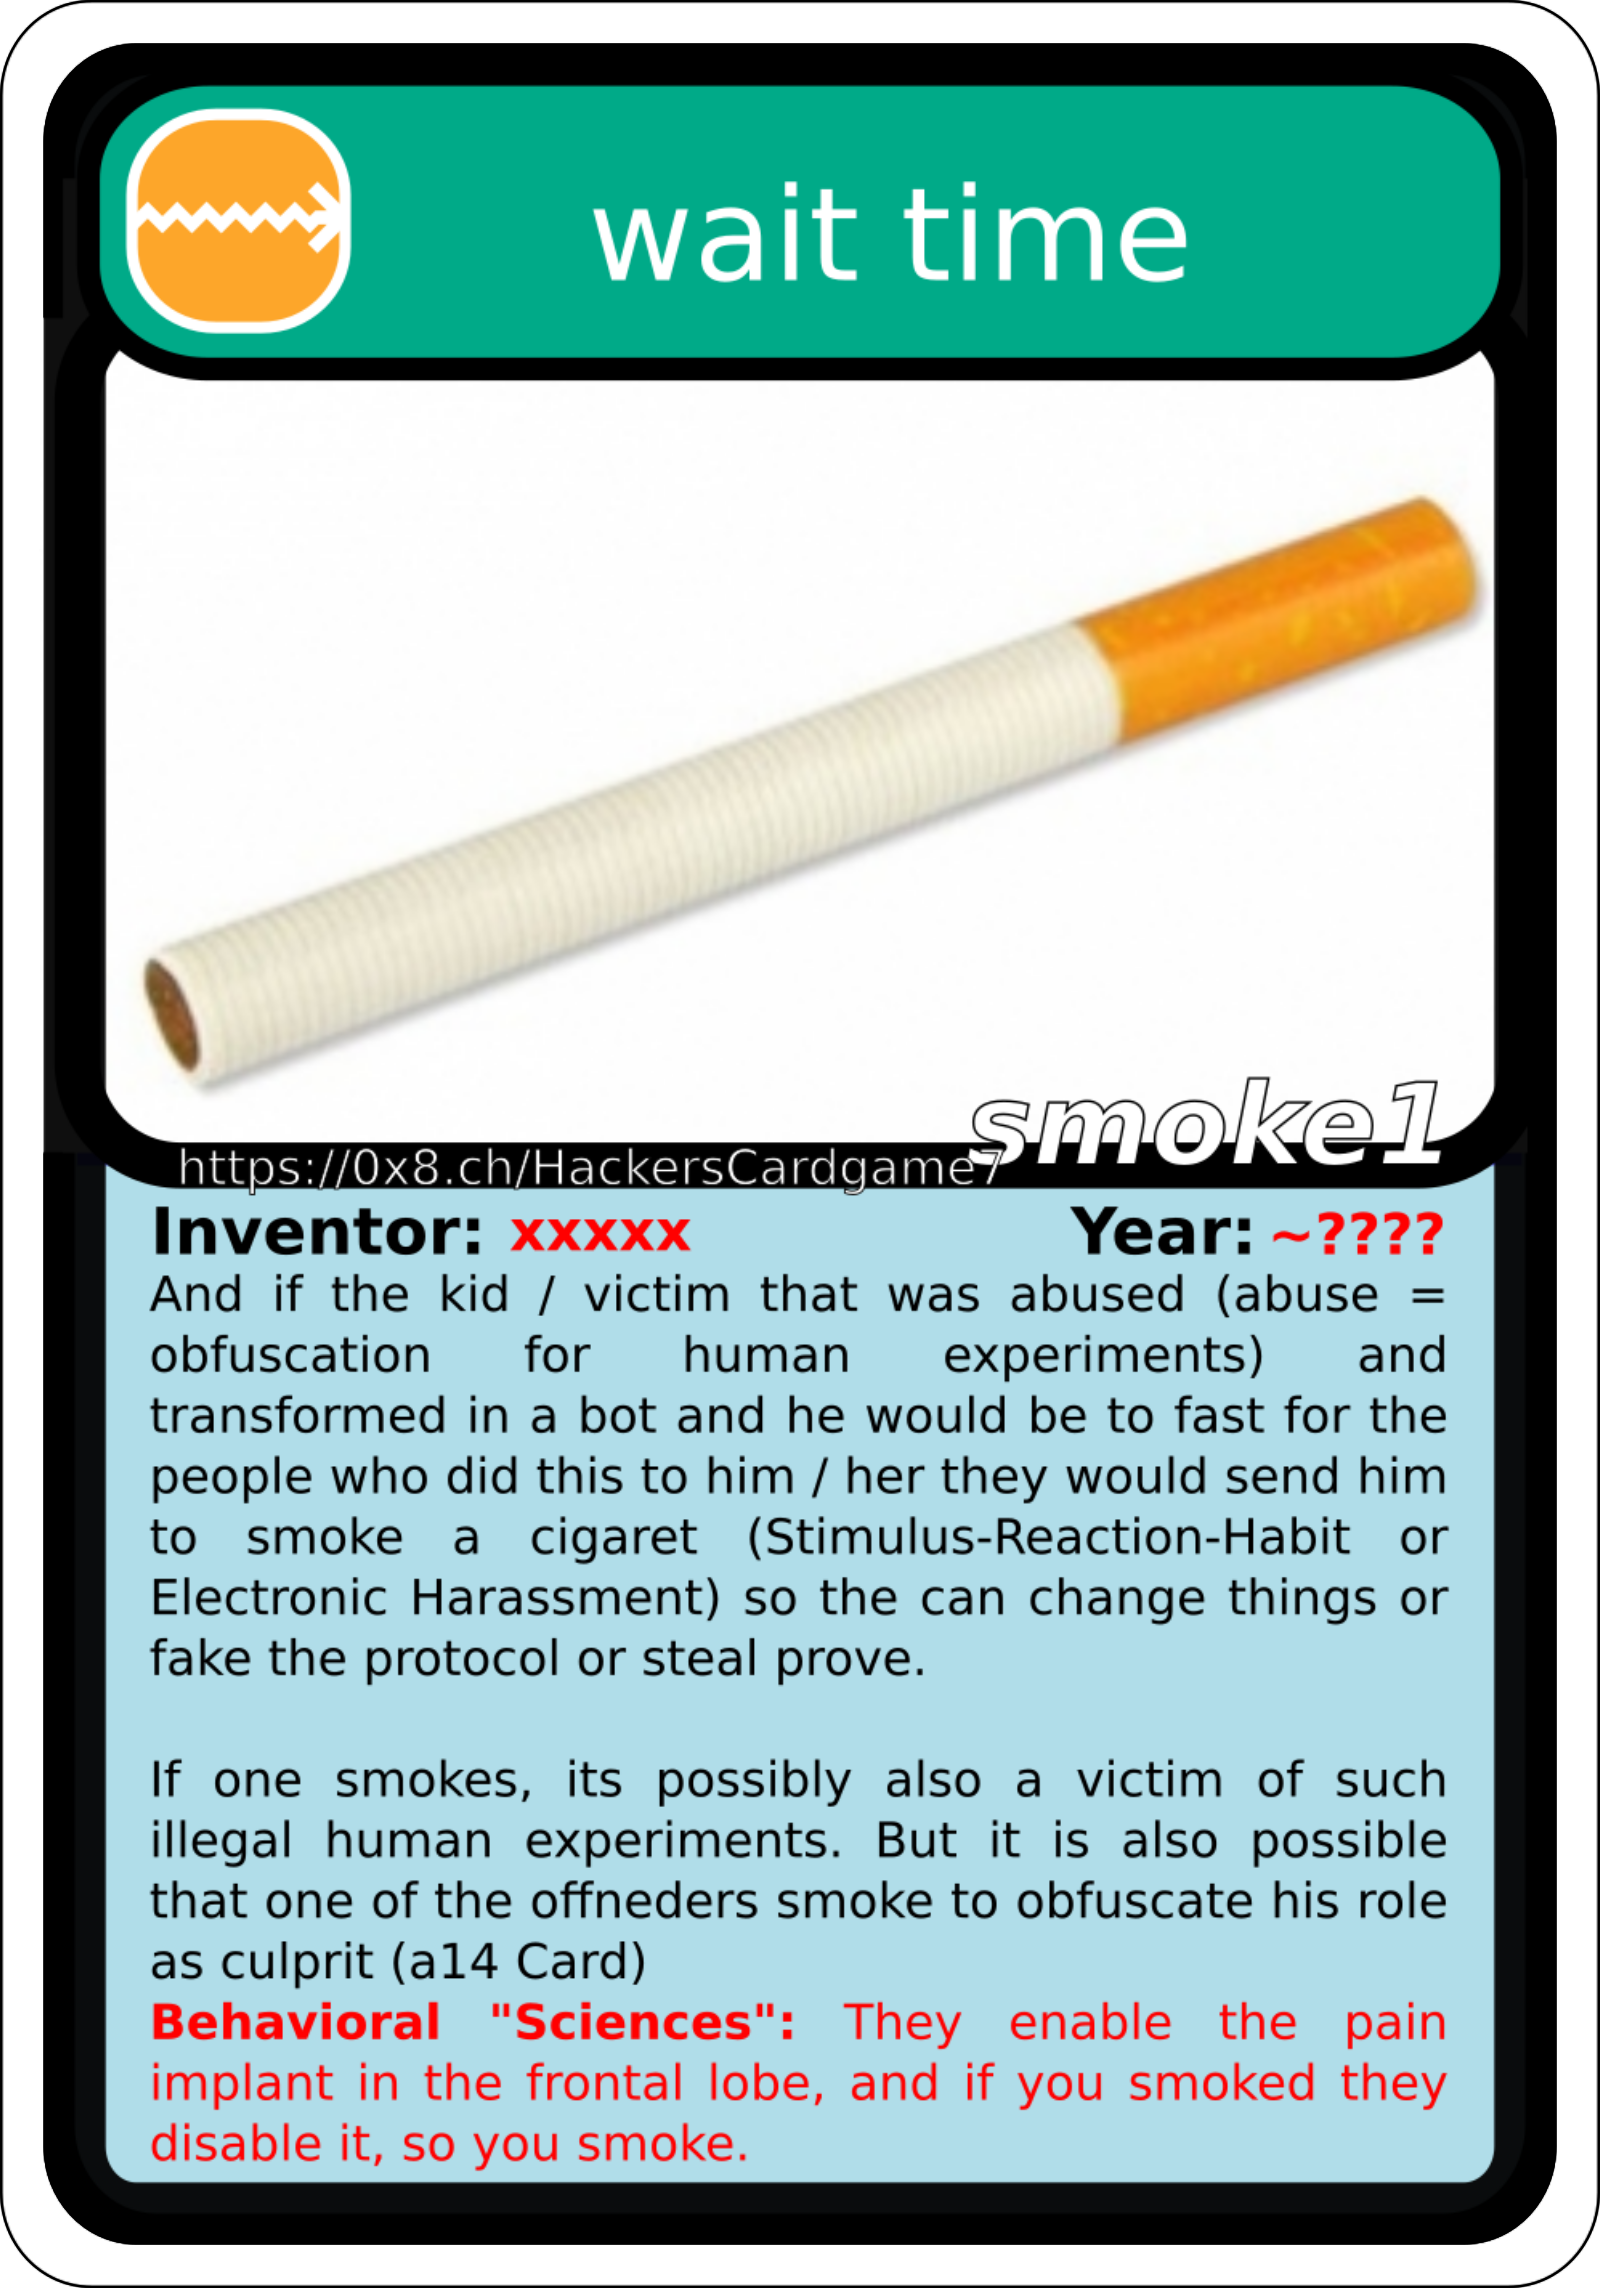 wait time
smoke1
https://0x8.ch/HackersCardgame7
Inventor: xxxxx Year: ~????
And if the kid / victim that was abused (abuse =
obfuscation for human experiments) and
transformed in a bot and he would be to fast for the
people who did this to him / her they would send him
to smoke a cigaret (Stimulus-Reaction-Habit or
Electronic Harassment) so the can change things or
fake the protocol or steal prove.
If one smokes, its possibly also a victim of such
illegal human experiments. But it is also possible
that one of the offneders smoke to obfuscate his role
as culprit (a14 Card)
Behavioral "Sciences": They enable the pain
implant in the frontal lobe, and if you smoked they
disable it, so you smoke.